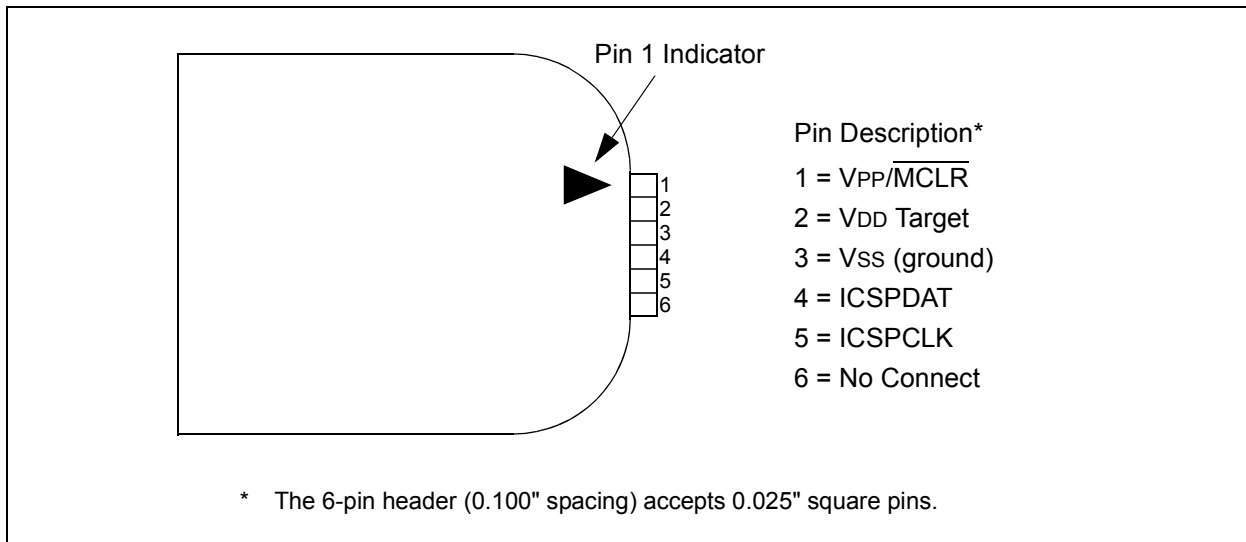 Pin 1 Indicator
Pin Description*
1 = VPP/MCLR
2 = VDD Target
3 = VSS (ground)
4 = ICSPDAT
5 = ICSPCLK
6 = No Connect
1
2
3
4
5
6
* The 6-pin header (0.100" spacing) accepts 0.025" square pins.